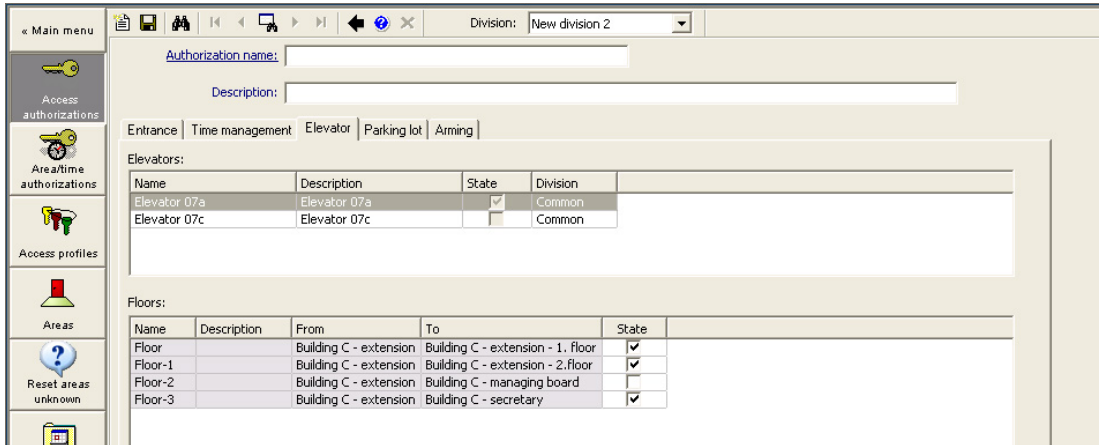 « Main menu
Division: New division 2
Authorization name:
Description:
Access authorizations
Area/time authorizations
Access profiles
Areas
Reset areas unknown
Entrance Time management Elevator Parking lot Arming
Elevators:
Name Description State Division
Elevator 07a Elevator 07a Common
Elevator 07c Elevator 07c Common
Floors:
Name Description From To State
Floor Building C - extension Building C - extension - 1. floor
Floor-1 Building C - extension Building C - extension - 2.floor
Floor-2 Building C - extension Building C - managing board
Floor-3 Building C - extension Building C - secretary